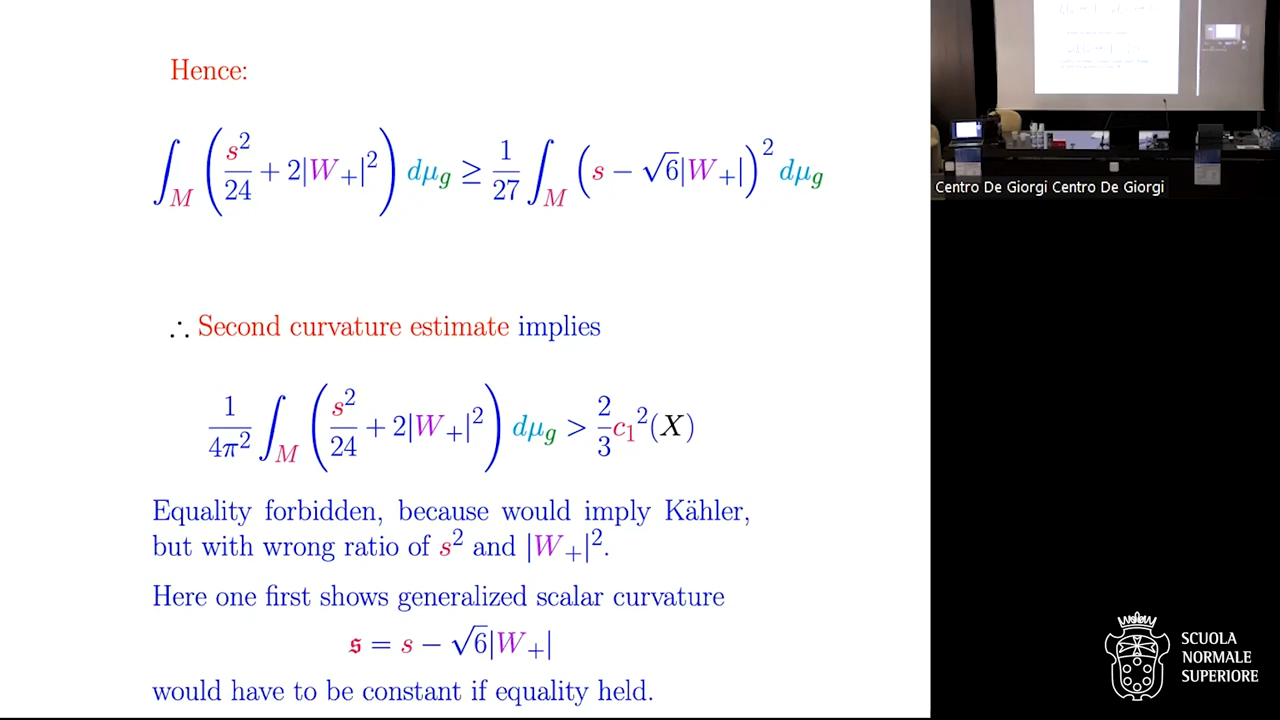 Hence:
∫_M (s²/24 + 2|W₊|²) dμ_g ≥ 1/27 ∫_M (s − √6|W₊|)² dμ_g
∴ Second curvature estimate implies
1/4π² ∫_M (s²/24 + 2|W₊|²) dμ_g > 2/3 c₁²(X)
Equality forbidden, because would imply Kähler,
but with wrong ratio of s² and |W₊|².
Here one first shows generalized scalar curvature
𝔰 = s − √6|W₊|
would have to be constant if equality held.
Centro De Giorgi Centro De Giorgi
SCUOLA
NORMALE
SUPERIORE